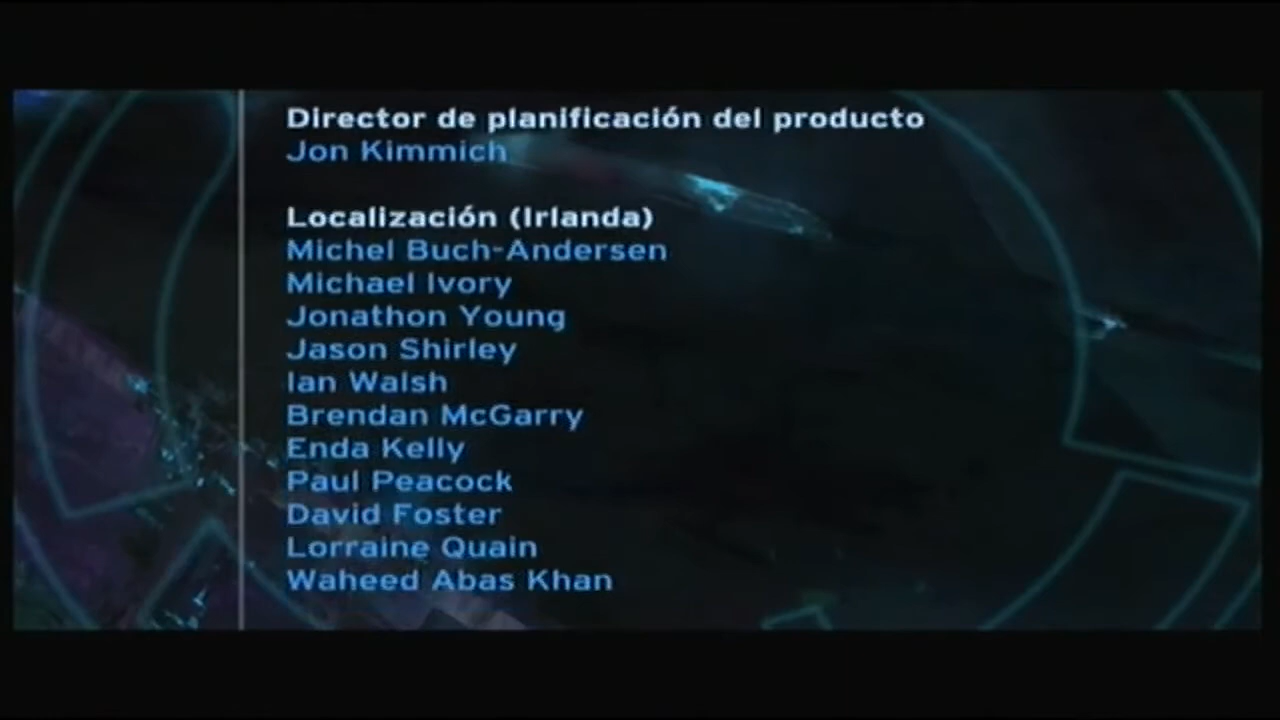 Director de planificación del producto
Jon Kimmich
Localización (Irlanda)
Michel Buch-Andersen
Michael Ivory
Jonathon Young
Jason Shirley
Ian Walsh
Brendan McGarry
Enda Kelly
Paul Peacock
David Foster
Lorraine Quain
Waheed Abas Khan